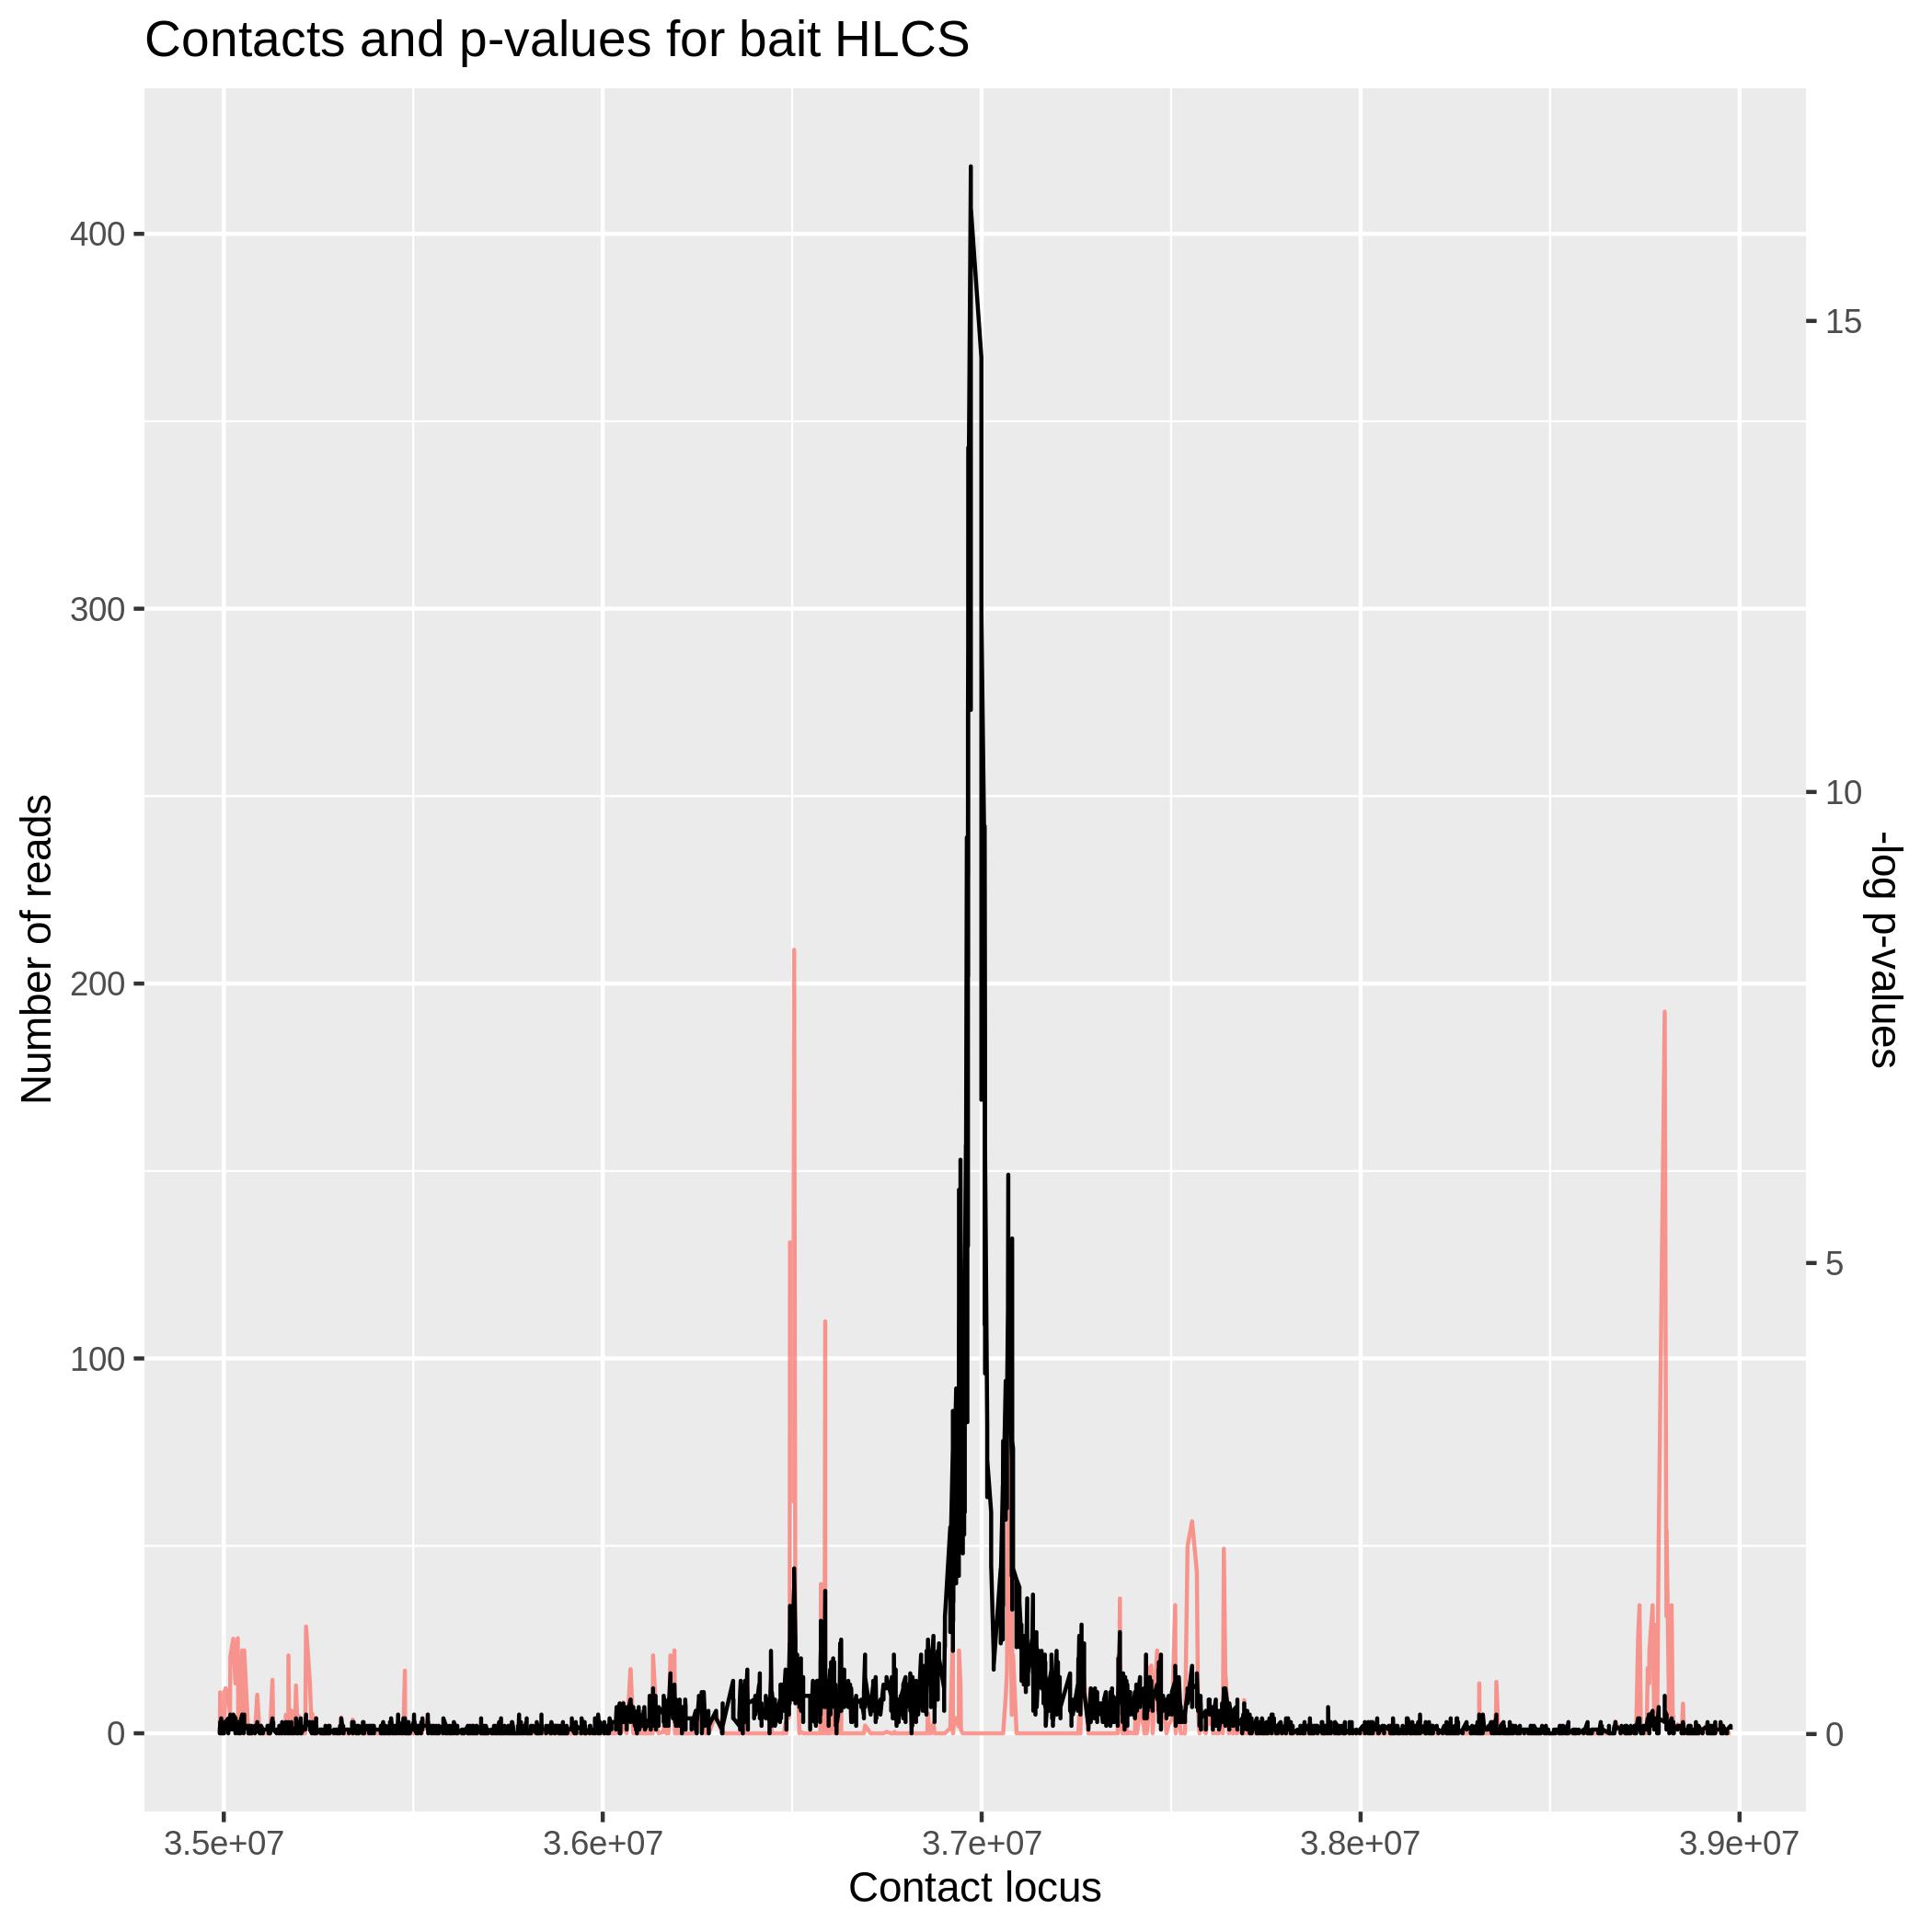 Contacts and p-values for bait HLCS
Number of reads
400
300
200
100
0
15
10
5
0
-log p-values
3.5e+07 3.6e+07 3.7e+07 3.8e+07 3.9e+07
Contact locus